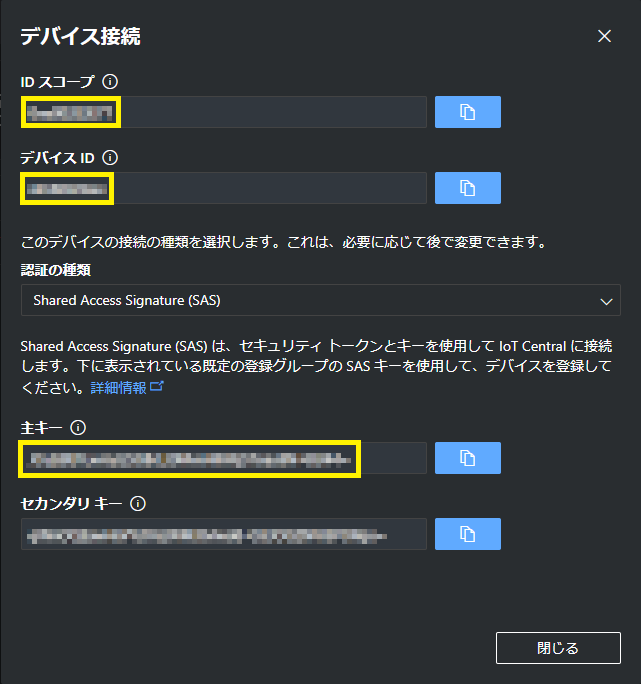 デバイス接続
ID スコープ
デバイス ID
このデバイスの接続の種類を選択します。これは、必要に応じて後で変更できます。
認証の種類
Shared Access Signature (SAS)
Shared Access Signature (SAS) は、セキュリティ トークンとキーを使用して IoT Central に接続
します。下に表示されている既定の登録グループの SAS キーを使用して、デバイスを登録して
ください。詳細情報
主キー
セカンダリ キー
閉じる